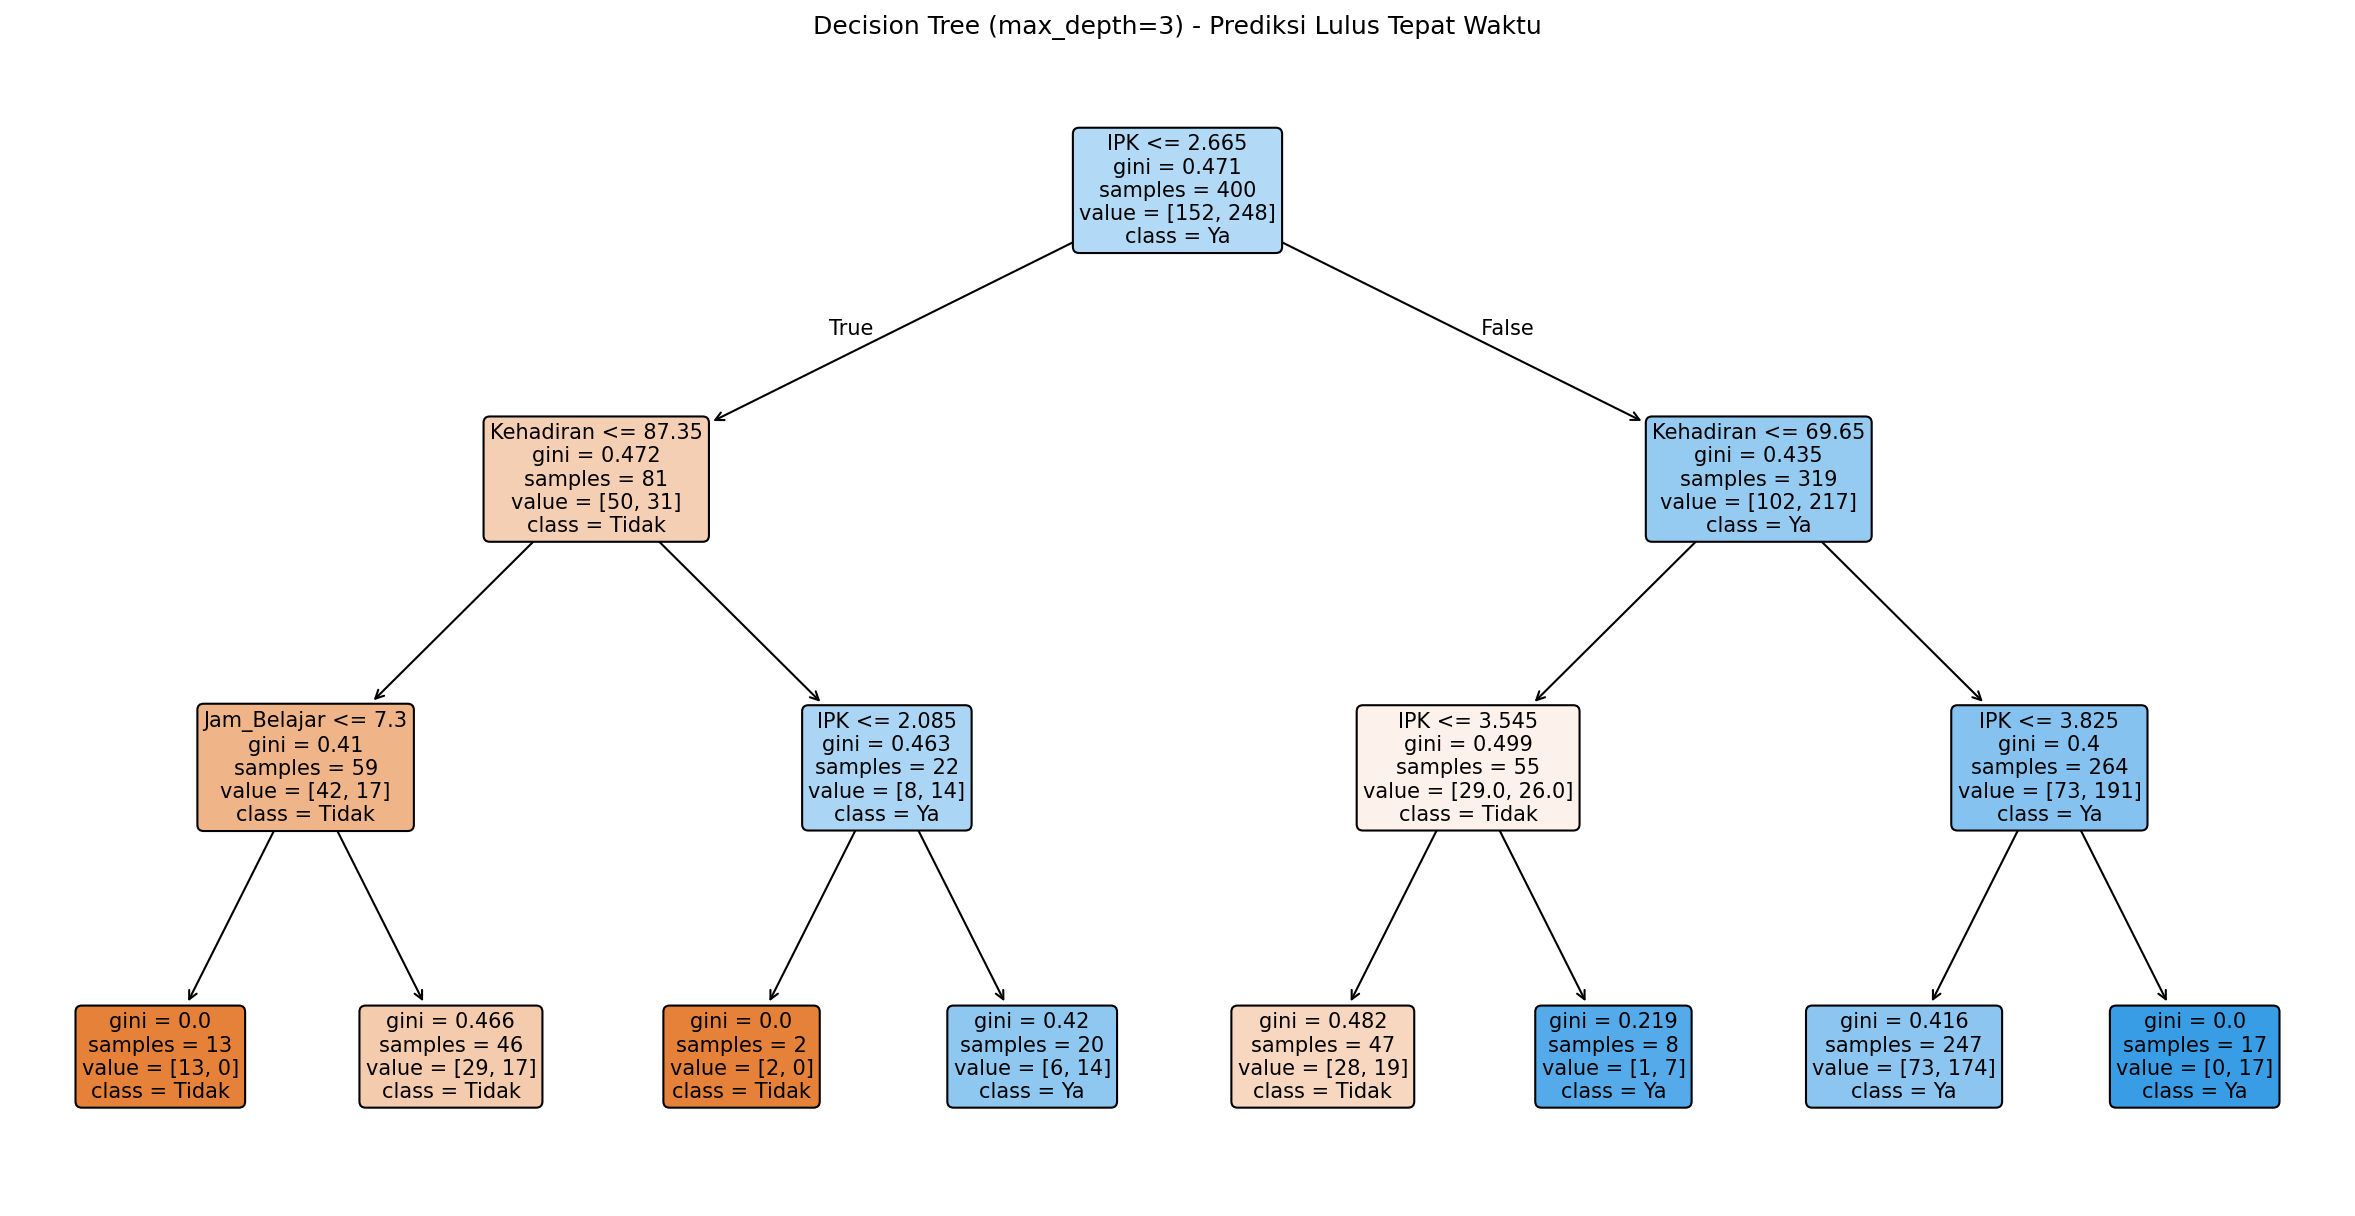 Decision Tree (max_depth=3) - Prediksi Lulus Tepat Waktu
IPK <= 2.665
gini = 0.471
samples = 400
value = [152, 248]
class = Ya
True
False
Kehadiran <= 87.35
gini = 0.472
samples = 81
value = [50, 31]
class = Tidak
Kehadiran <= 69.65
gini = 0.435
samples = 319
value = [102, 217]
class = Ya
Jam_Belajar <= 7.3
gini = 0.41
samples = 59
value = [42, 17]
class = Tidak
IPK <= 2.085
gini = 0.463
samples = 22
value = [8, 14]
class = Ya
IPK <= 3.545
gini = 0.499
samples = 55
value = [29.0, 26.0]
class = Tidak
IPK <= 3.825
gini = 0.4
samples = 264
value = [73, 191]
class = Ya
gini = 0.0
samples = 13
value = [13, 0]
class = Tidak
gini = 0.466
samples = 46
value = [29, 17]
class = Tidak
gini = 0.0
samples = 2
value = [2, 0]
class = Tidak
gini = 0.42
samples = 20
value = [6, 14]
class = Ya
gini = 0.482
samples = 47
value = [28, 19]
class = Tidak
gini = 0.219
samples = 8
value = [1, 7]
class = Ya
gini = 0.416
samples = 247
value = [73, 174]
class = Ya
gini = 0.0
samples = 17
value = [0, 17]
class = Ya